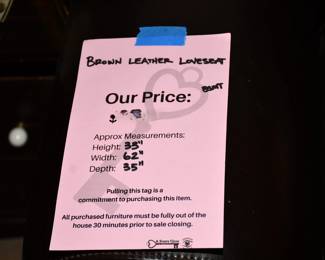 BROWN LEATHER LOVESEAT
BSMT
Our Price:
$
Approx Measurements:
Height: 35"
Width: 62"
Depth: 35"
Pulling this tag is a
commitment to purchasing this item.
All purchased furniture must be fully out of the
house 30 minutes prior to sale closing.